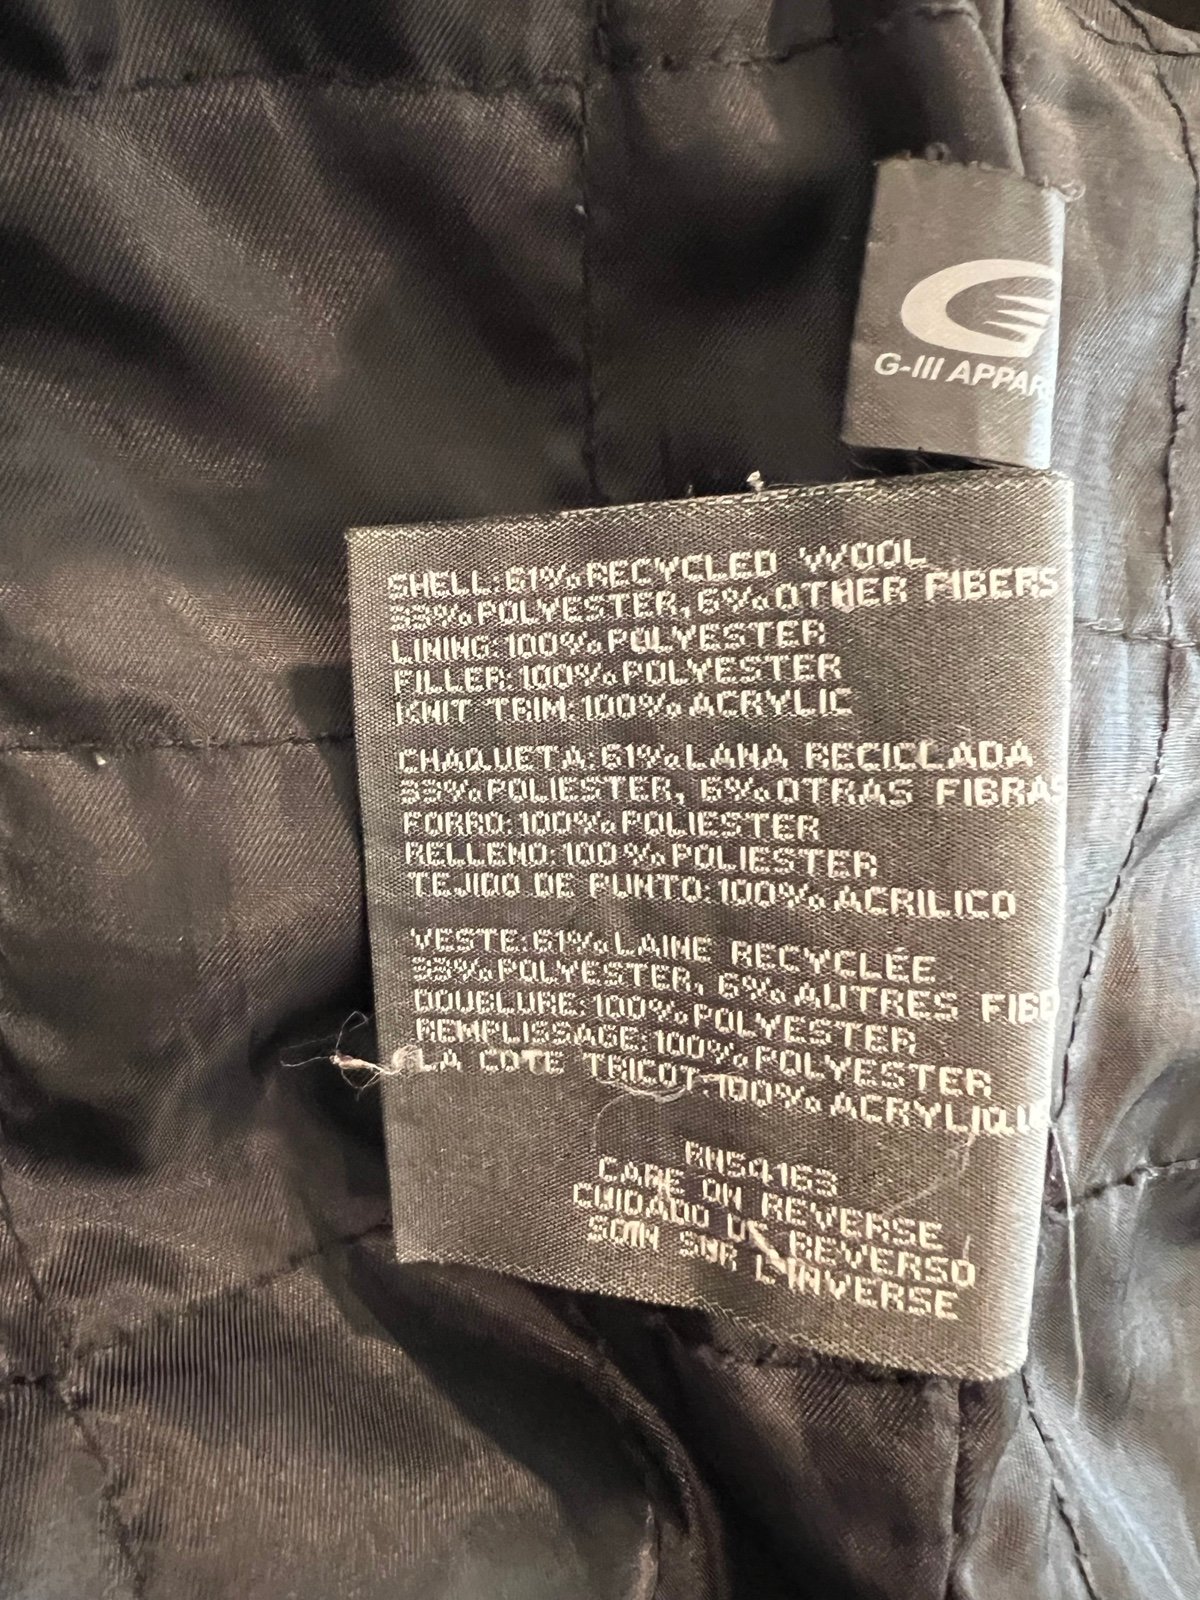 G-III APPAR
SHELL: 61% RECYCLED WOOL
33% POLYESTER, 6% OTHER FIBERS
LINING: 100% POLYESTER
FILLER: 100% POLYESTER
KNIT TRIM: 100% ACRYLIC
CHAQUETA: 61% LANA RECICLADA
33% POLIESTER, 6% OTRAS FIBRAS
FORRO: 100% POLIESTER
RELLENO: 100% POLIESTER
TEJIDO DE PUNTO: 100% ACRILICO
VESTE: 61% LAINE RECYCLÉE
33% POLYESTER, 6% AUTRES FIBR
DOUBLURE: 100% POLYESTER
REMPLISSAGE: 100% POLYESTER
LA COTE TRICOT: 100% ACRYLIQUE
RN54163
CARE ON REVERSE
CUIDADO DE REVERSO
SOIN SUR L'INVERSE